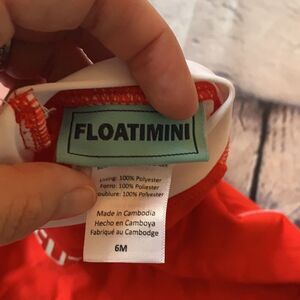 FLOATIMINI
Lining: 100% Polyester
Forro: 100% Polyester
Doublure: 100% Polyester
Made in Cambodia
Hecho en Camboya
Fabriqué au Cambodge
6M